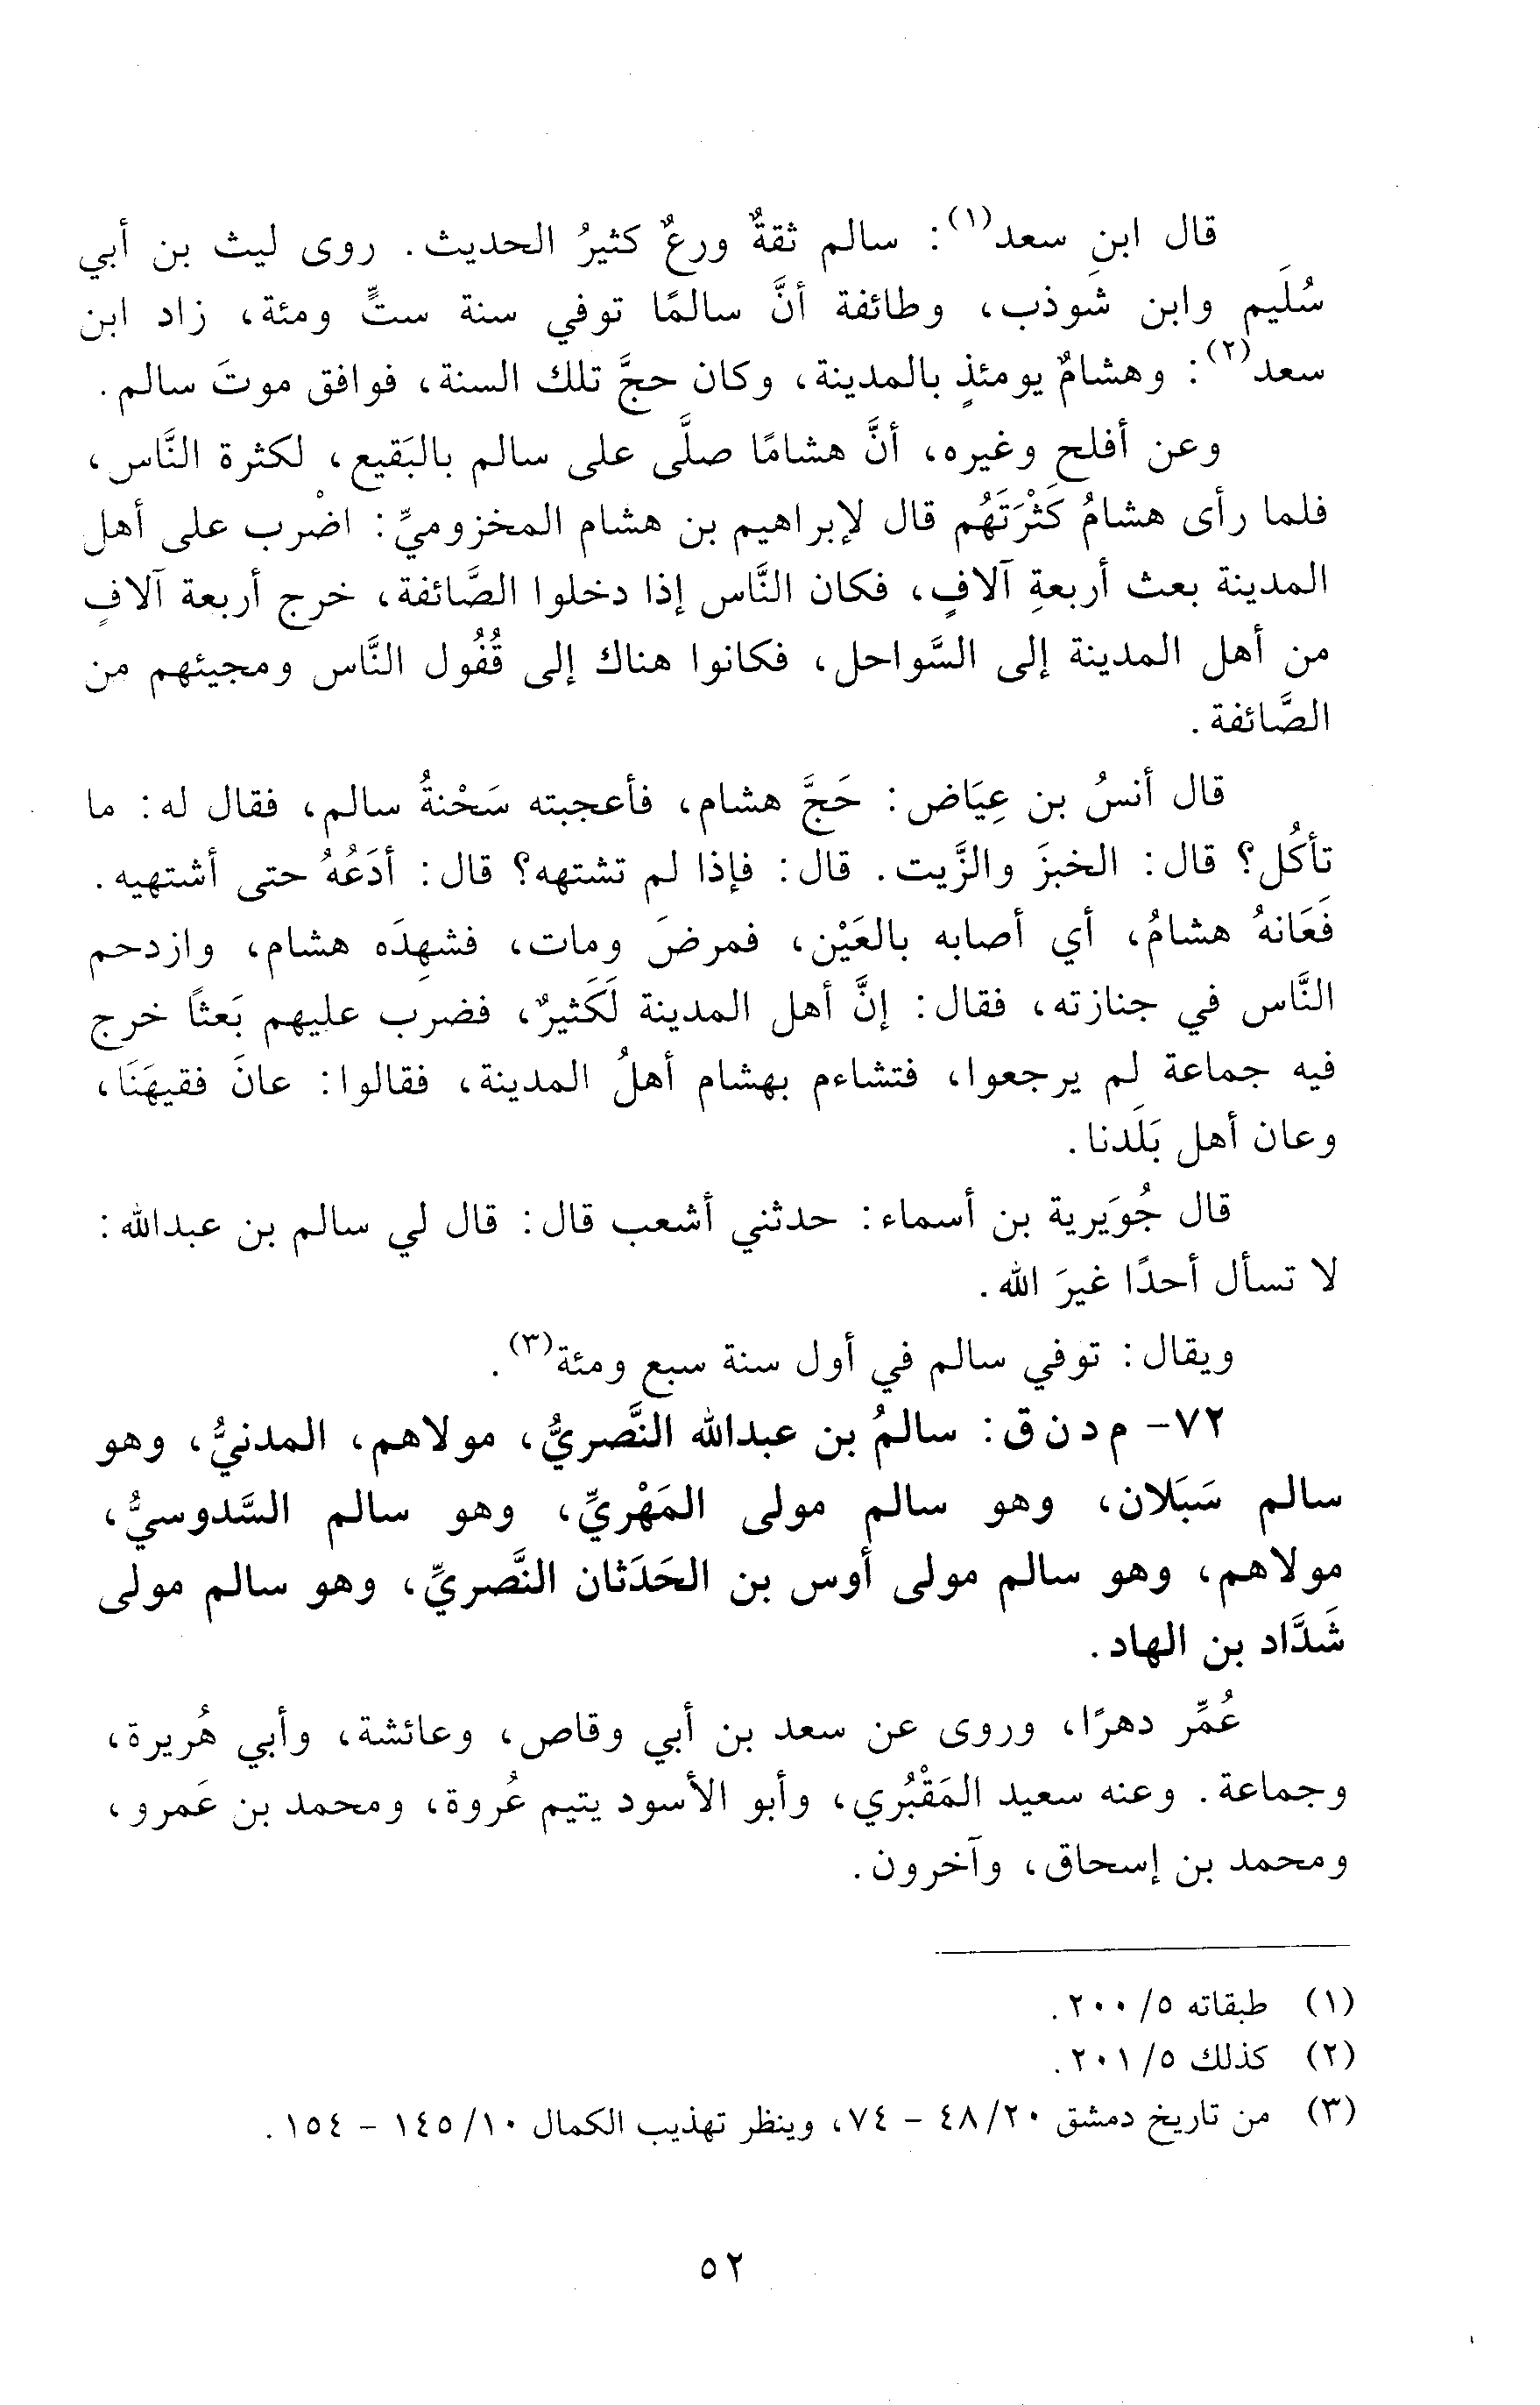 قال ابن سعد(١): سالم ثقةٌ ورعٌ كثيرُ الحديث. روى ليث بن أبي
سُلَيم وابن شَوذب، وطائفة أنَّ سالمًا توفي سنة ستٍّ ومئة، زاد ابن
سعد(٢): وهشامٌ يومئذٍ بالمدينة، وكان حجَّ تلك السنة، فوافق موتَ سالم.
وعن أفلح وغيره، أنَّ هشامًا صلَّى على سالم بالبَقيع، لكثرة النَّاس،
فلما رأى هشامُ كَثْرَتَهُم قال لإبراهيم بن هشام المخزوميِّ: اضْرب على أهل
المدينة بعث أربعةِ آلافٍ، فكان النَّاس إذا دخلوا الصَّائفة، خرج أربعة آلافٍ
من أهل المدينة إلى السَّواحل، فكانوا هناك إلى قُفُول النَّاس ومجيئهم من
الصَّائفة.
قال أنسُ بن عِيَاض: حَجَّ هشام، فأعجبته سَحْنةُ سالم، فقال له: ما
تأكُل؟ قال: الخبزَ والزَّيت. قال: فإذا لم تشتهه؟ قال: أدَعُهُ حتى أشتهيه.
فَعَانهُ هشامُ، أي أصابه بالعَيْن، فمرضَ ومات، فشهِدَه هشام، وازدحم
النَّاس في جنازته، فقال: إنَّ أهل المدينة لَكَثيرٌ، فضرب عليهم بَعثًا خرج
فيه جماعة لم يرجعوا، فتشاءم بهشام أهلُ المدينة، فقالوا: عانَ فقيهَنَا،
وعان أهل بَلَدنا.
قال جُوَيرية بن أسماء: حدثني أشعب قال: قال لي سالم بن عبدالله:
لا تسأل أحدًا غيرَ الله.
ويقال: توفي سالم في أول سنة سبع ومئة(٣).
٧٢- م د ن ق: سالمُ بن عبدالله النَّصريُّ، مولاهم، المدنيُّ، وهو
سالم سَبَلان، وهو سالم مولى المَهْريِّ، وهو سالم السَّدوسيُّ،
مولاهم، وهو سالم مولى أوس بن الحَدَثان النَّصريِّ، وهو سالم مولى
شَدَّاد بن الهاد.
عُمِّر دهرًا، وروى عن سعد بن أبي وقاص، وعائشة، وأبي هُريرة،
وجماعة. وعنه سعيد المَقْبُري، وأبو الأسود يتيم عُروة، ومحمد بن عَمرو،
ومحمد بن إسحاق، وآخرون.
(١) طبقاته ٥/ ٢٠٠.
(٢) كذلك ٥/ ٢٠١.
(٣) من تاريخ دمشق ٢٠/ ٤٨ - ٧٤، وينظر تهذيب الكمال ١٠/ ١٤٥ - ١٥٤.
٥٢